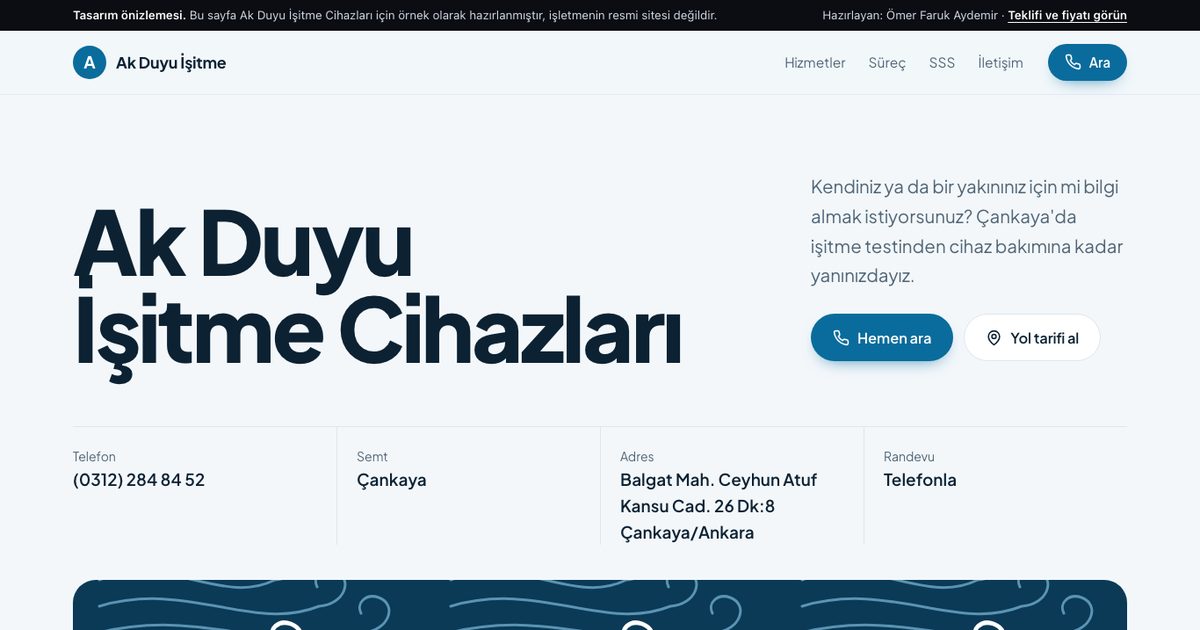 Tasarım önizlemesi. Bu sayfa Ak Duyu İşitme Cihazları için örnek olarak hazırlanmıştır, işletmenin resmi sitesi değildir.
Hazırlayan: Ömer Faruk Aydemir · Teklifi ve fiyatı görün
A
Ak Duyu İşitme
Hizmetler
Süreç
SSS
İletişim
Ara
Ak Duyu
İşitme Cihazları
Kendiniz ya da bir yakınınız için mi bilgi
almak istiyorsunuz? Çankaya'da
işitme testinden cihaz bakımına kadar
yanınızdayız.
Hemen ara
Yol tarifi al
Telefon
(0312) 284 84 52
Semt
Çankaya
Adres
Balgat Mah. Ceyhun Atuf
Kansu Cad. 26 Dk:8
Çankaya/Ankara
Randevu
Telefonla